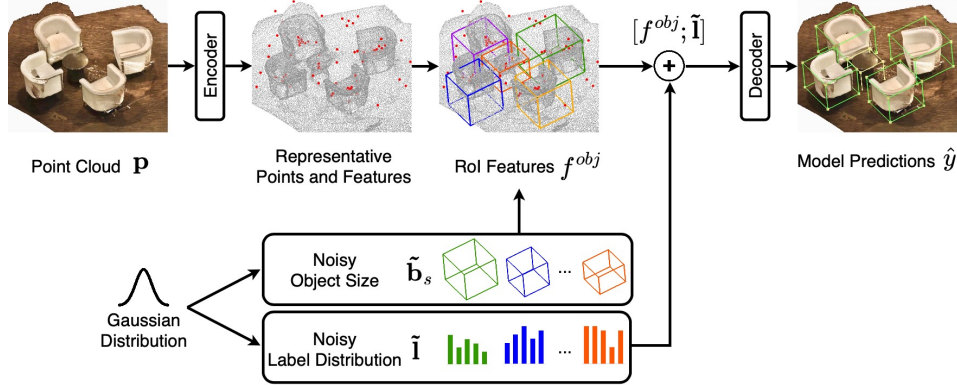 [f^{obj}; \tilde{l}]
Encoder
+
Decoder
Point Cloud p
Representative
Points and Features
RoI Features f^{obj}
Model Predictions ŷ
Noisy
Object Size
b̃_s
...
Gaussian
Distribution
Noisy
Label Distribution
l̃
...